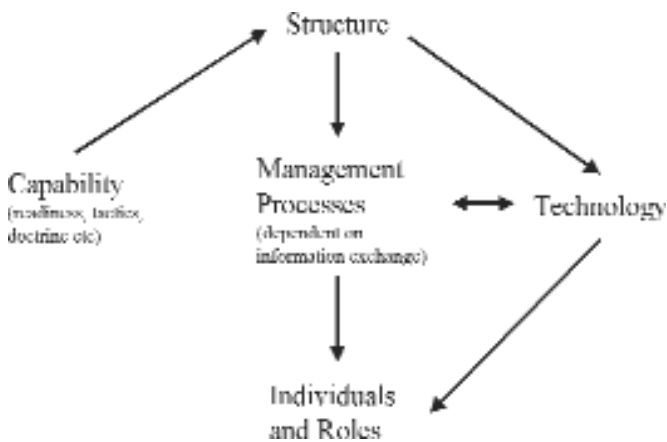 Structure
Capability
(readiness, tactics,
doctrine etc)
Management
Processes
(dependent on
information exchange)
Technology
Individuals
and Roles